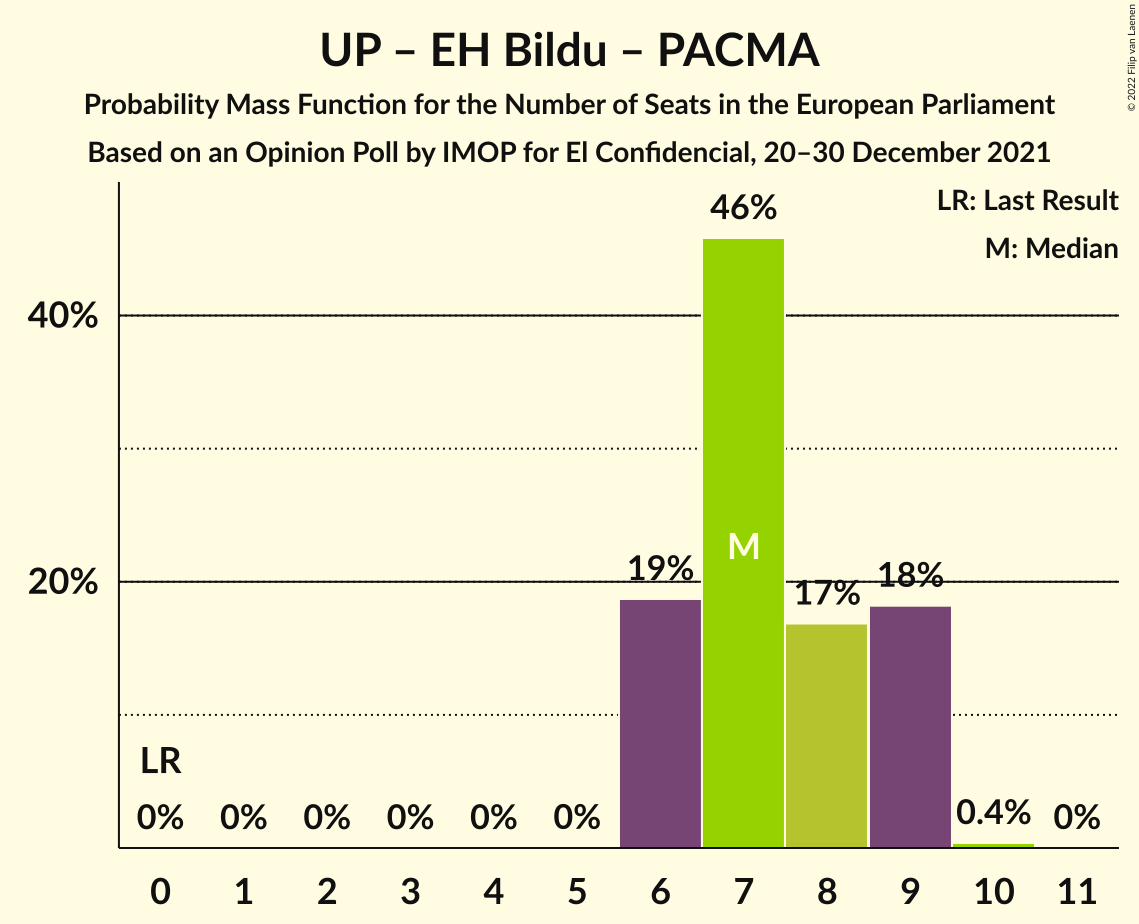 UP – EH Bildu – PACMA
Probability Mass Function for the Number of Seats in the European Parliament
Based on an Opinion Poll by IMOP for El Confidencial, 20–30 December 2021
© 2022 Filip van Laenen
LR: Last Result
M: Median
46%
40%
M
19%
18%
20%
17%
LR
0% 0% 0% 0% 0% 0% 0.4% 0%
0 1 2 3 4 5 6 7 8 9 10 11